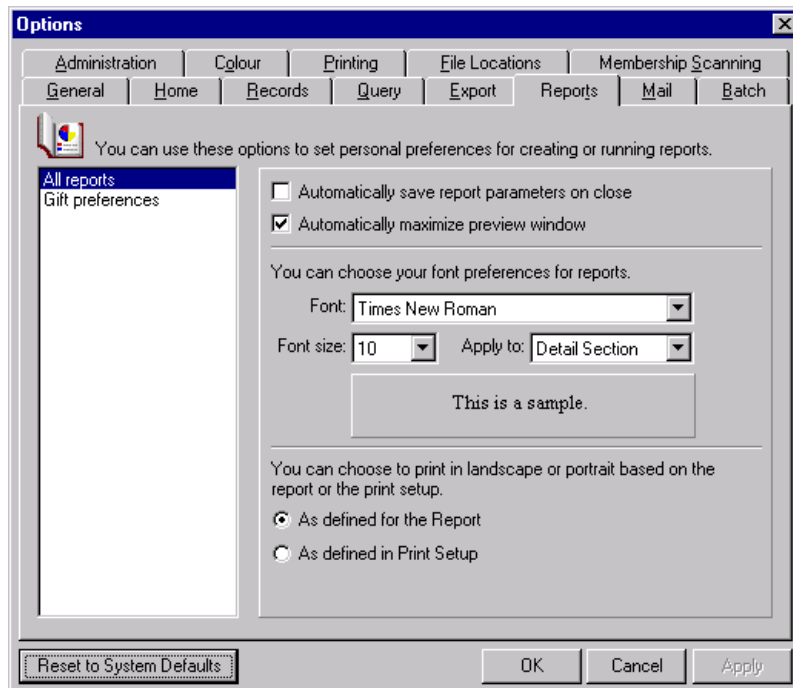 Options
Administration Colour Printing File Locations Membership Scanning
General Home Records Query Export Reports Mail Batch
You can use these options to set personal preferences for creating or running reports.
All reports
Gift preferences
Automatically save report parameters on close
Automatically maximize preview window
You can choose your font preferences for reports.
Font: Times New Roman
Font size: 10 Apply to: Detail Section
This is a sample.
You can choose to print in landscape or portrait based on the
report or the print setup.
As defined for the Report
As defined in Print Setup
Reset to System Defaults OK Cancel Apply